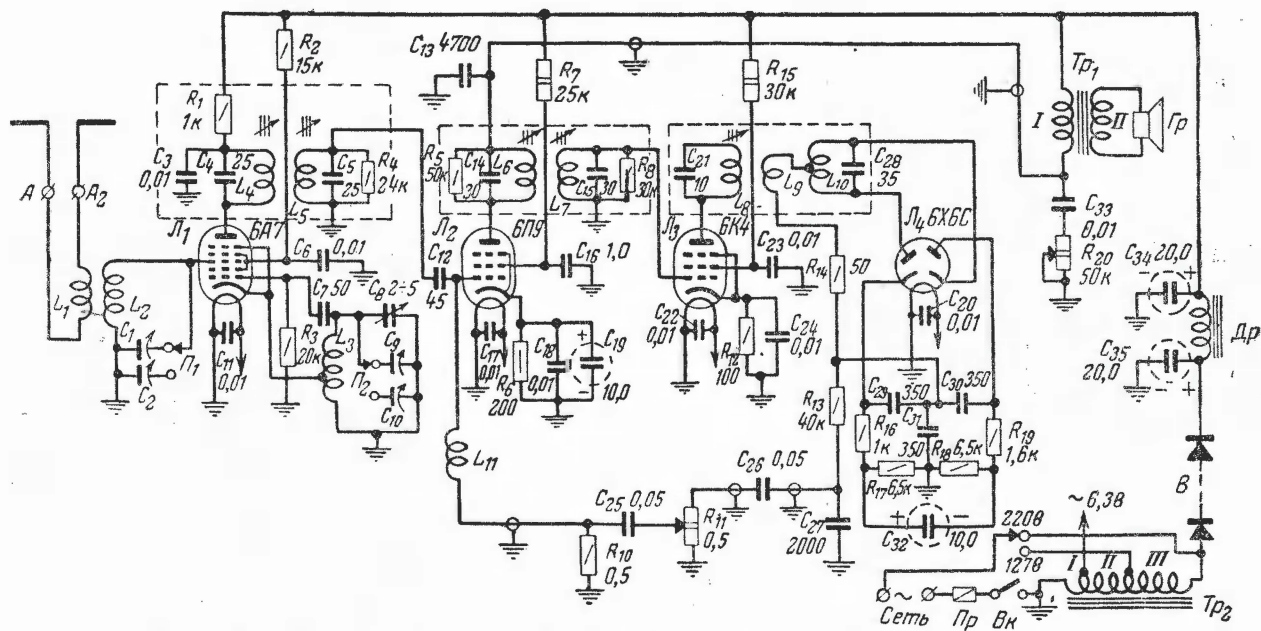 C₁₃ 4700
R₂
15к
R₇
25к
R₁₅
30к
Тр₁
I
II
Гр
R₁
1к
C₃
0,01
C₄
25
L₄
L₅
C₅
25
R₄
24к
R₅
50к
C₁₄
30
L₆
L₇
C₁₅
30
R₈
30к
C₂₁
10
L₈
L₉
L₁₀
C₂₈
35
А
А₂
Л₁
6А7
Л₂
6П9
Л₃
6К4
Л₄ 6Х6С
C₃₃
0,01
R₂₀
50к
C₃₄ 20,0
− +
L₁
L₂
C₁
C₂
П₁
C₆
0,01
C₇ 50
C₈ 2÷5
L₃
C₉
П₂
C₁₀
R₃
20к
C₁₁
0,01
C₁₂
45
C₁₆
1,0
C₁₇
0,01
R₆
200
C₁₈
0,01
C₁₉
+
−
10,0
C₂₂
0,01
R₁₂
100
C₂₃ 0,01
C₂₄
0,01
R₁₄
50
C₂₀
0,01
Др
C₃₅
20,0
− +
R₁₃
40к
C₂₉
350
C₃₀ 350
C₃₁
350
R₁₆
1к
R₁₇ 6,5к
R₁₈
6,5к
R₁₉
1,6к
C₃₂
+ −
10,0
В
L₁₁
C₂₅ 0,05
C₂₆ 0,05
R₁₁
0,5
R₁₀
0,5
C₂₇
2000
~ 6,3в
220в
127в
I II III
Тр₂
~
Сеть Пр Вк